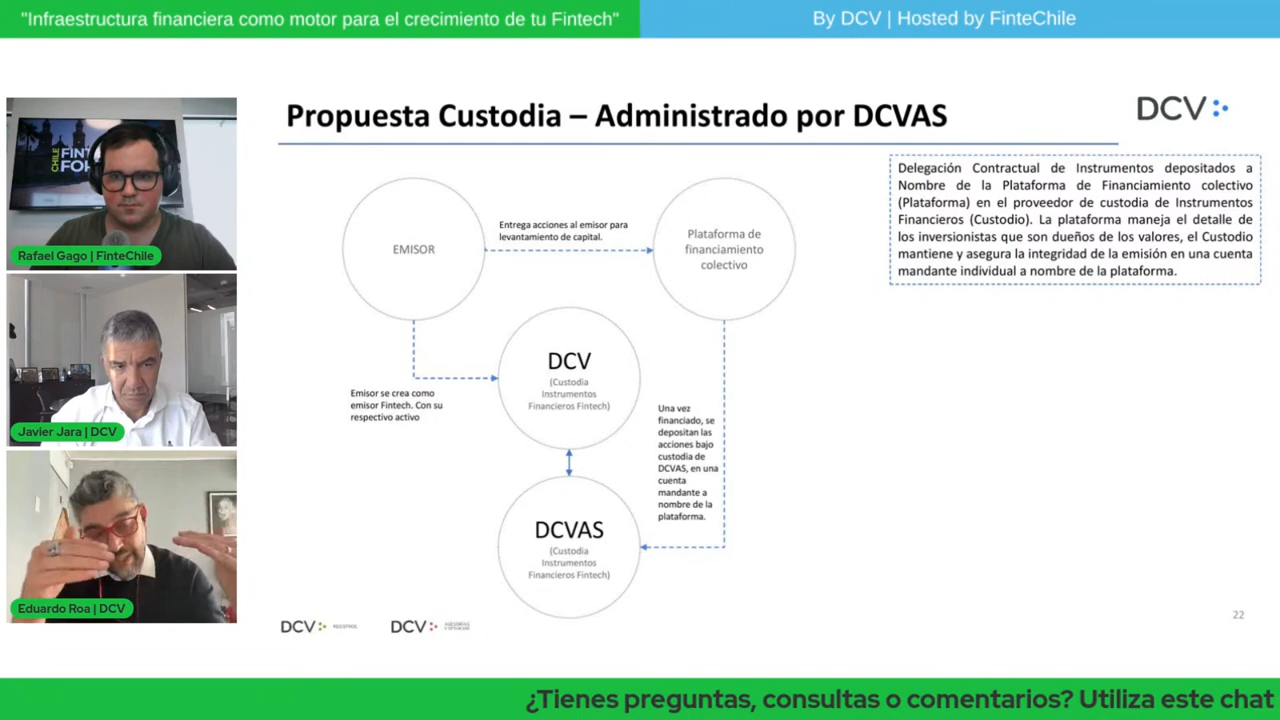 "Infraestructura financiera como motor para el crecimiento de tu Fintech"
By DCV | Hosted by FinteChile
Propuesta Custodia – Administrado por DCVAS
DCV
CHILE
FINT
FO
Rafael Gago | FinteChile
Javier Jara | DCV
Eduardo Roa | DCV
EMISOR
Entrega acciones al emisor para
levantamiento de capital.
Plataforma de
financiamiento
colectivo
Delegación Contractual de Instrumentos depositados a
Nombre de la Plataforma de Financiamiento colectivo
(Plataforma) en el proveedor de custodia de Instrumentos
Financieros (Custodio). La plataforma maneja el detalle de
los inversionistas que son dueños de los valores, el Custodio
mantiene y asegura la integridad de la emisión en una cuenta
mandante individual a nombre de la plataforma.
DCV
(Custodia
Instrumentos
Financieros Fintech)
Emisor se crea como
emisor Fintech. Con su
respectivo activo
Una vez
financiado, se
depositan las
acciones bajo
custodia de
DCVAS, en una
cuenta
mandante a
nombre de la
plataforma.
DCVAS
(Custodia
Instrumentos
Financieros Fintech)
DCV REGISTROS
DCV
22
¿Tienes preguntas, consultas o comentarios? Utiliza este chat